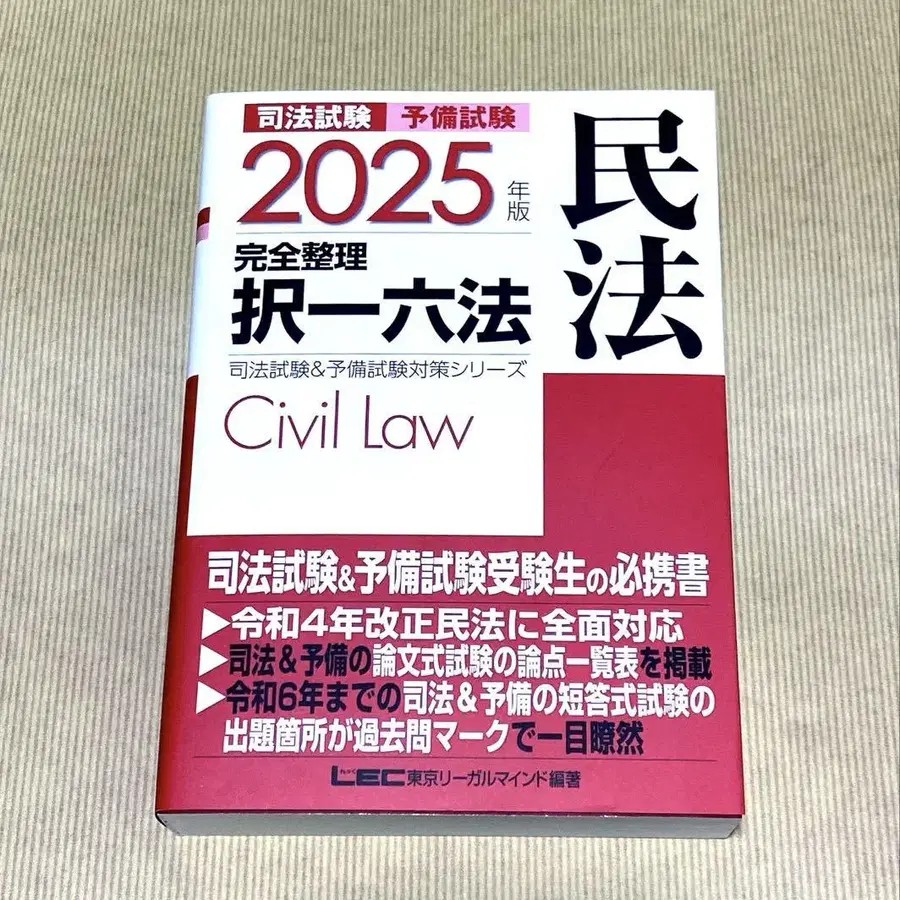 司法試験 予備試験
2025年版
民法
完全整理
択一六法
司法試験&予備試験対策シリーズ
Civil Law
司法試験&予備試験受験生の必携書
▶令和4年改正民法に全面対応
▶司法&予備の論文式試験の論点一覧表を掲載
▶令和6年までの司法&予備の短答式試験の
出題箇所が過去問マークで一目瞭然
LEC東京リーガルマインド編著